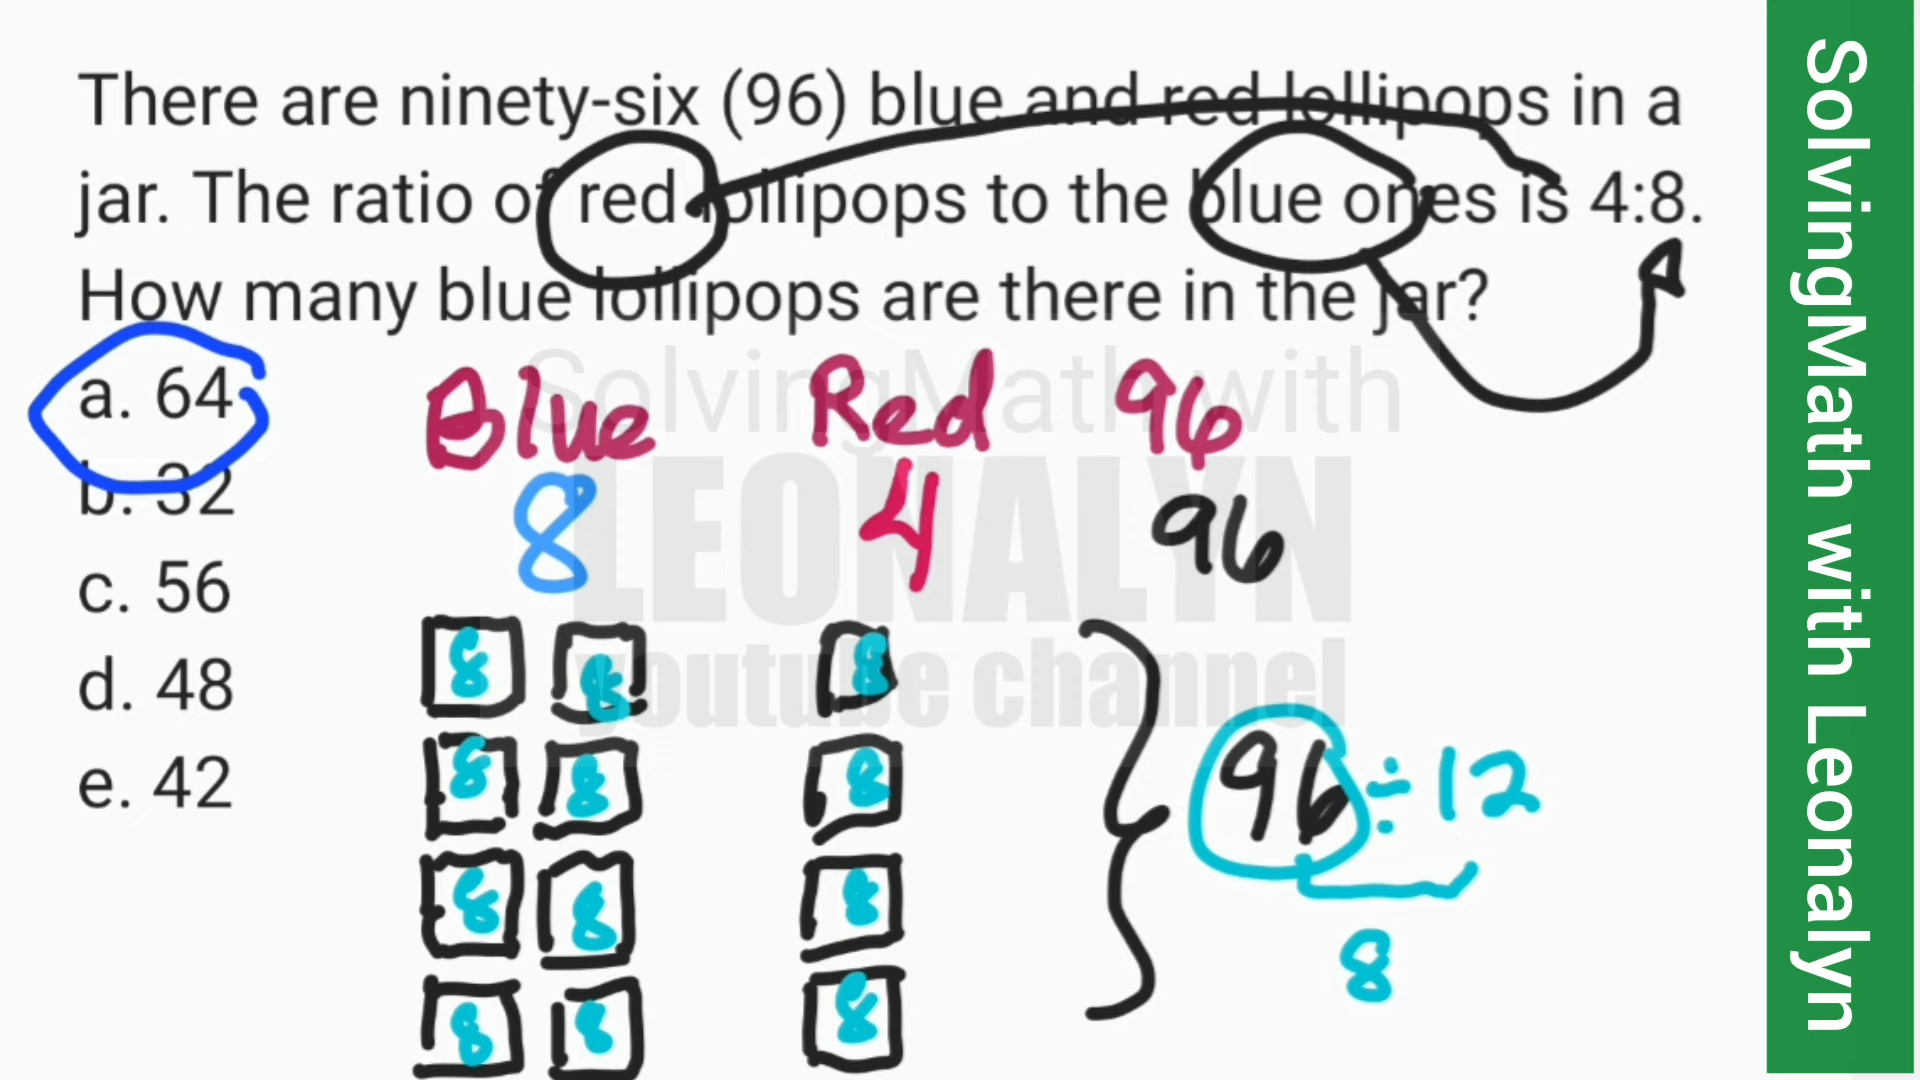 There are ninety-six (96) blue and red lollipops in a
jar. The ratio of red lollipops to the blue ones is 4:8.
How many blue lollipops are there in the jar?
a. 64
b. 32
c. 56
d. 48
e. 42
Blue Red 96
8 4 96
8 8 8
8 8 8
8 8 8
8 8 8
96 ÷ 12
8
SolvingMath with
LEONALYN
youtube channel
SolvingMath with Leonalyn